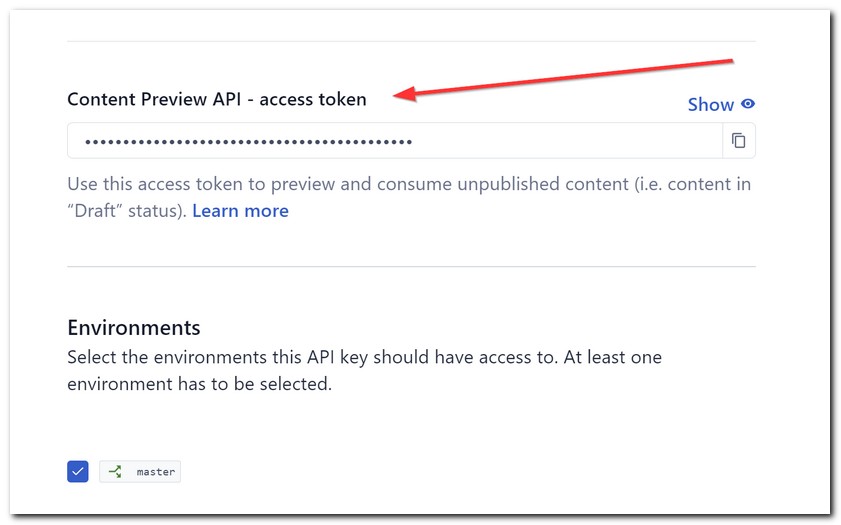 Content Preview API - access token
Show
••••••••••••••••••••••••••••••••••••••••••••
Use this access token to preview and consume unpublished content (i.e. content in
“Draft” status). Learn more
Environments
Select the environments this API key should have access to. At least one
environment has to be selected.
master